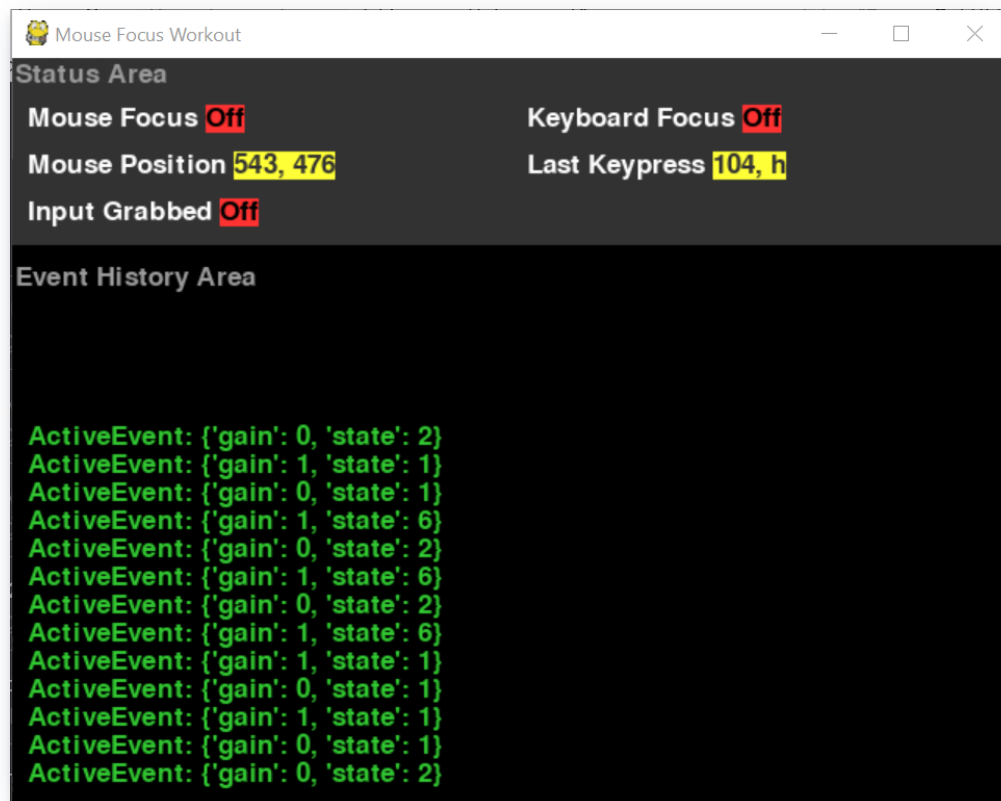 Mouse Focus Workout
Status Area
Mouse Focus Off
Keyboard Focus Off
Mouse Position 543, 476
Last Keypress 104, h
Input Grabbed Off
Event History Area
ActiveEvent: {'gain': 0, 'state': 2}
ActiveEvent: {'gain': 1, 'state': 1}
ActiveEvent: {'gain': 0, 'state': 1}
ActiveEvent: {'gain': 1, 'state': 6}
ActiveEvent: {'gain': 0, 'state': 2}
ActiveEvent: {'gain': 1, 'state': 6}
ActiveEvent: {'gain': 0, 'state': 2}
ActiveEvent: {'gain': 1, 'state': 6}
ActiveEvent: {'gain': 1, 'state': 1}
ActiveEvent: {'gain': 0, 'state': 1}
ActiveEvent: {'gain': 1, 'state': 1}
ActiveEvent: {'gain': 0, 'state': 1}
ActiveEvent: {'gain': 0, 'state': 2}